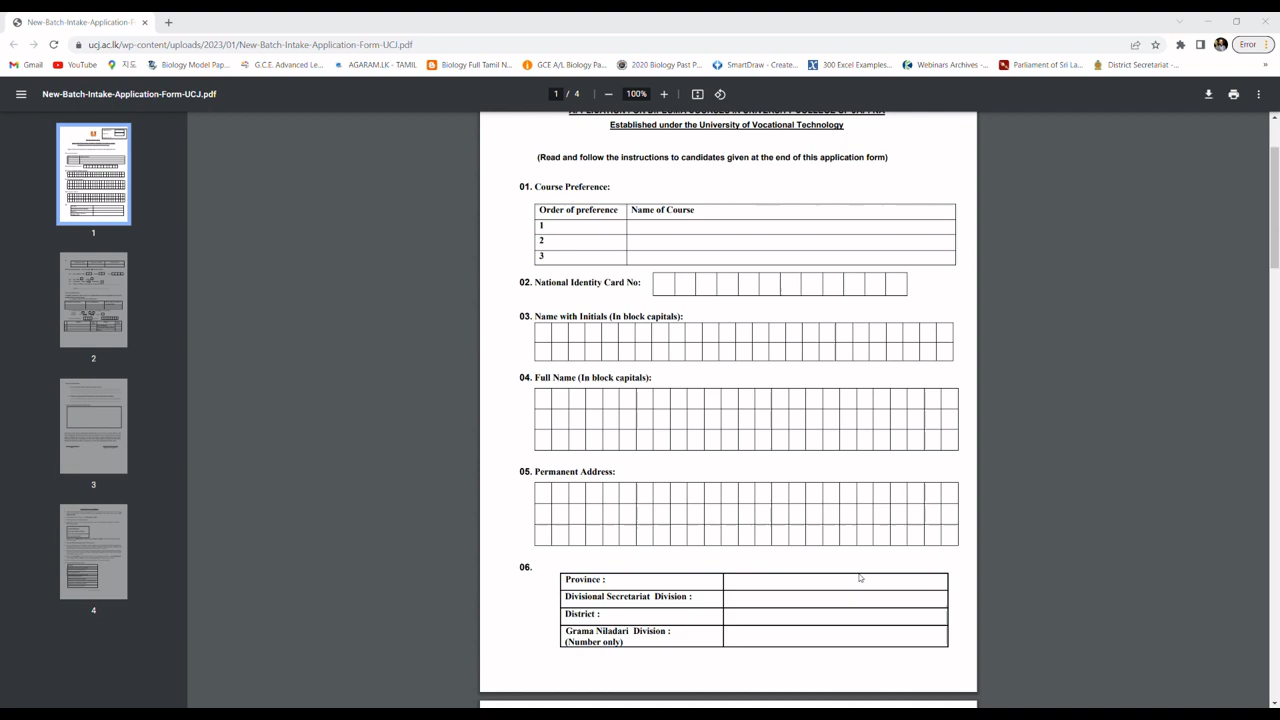 New-Batch-Intake-Application-F
ucj.ac.lk/wp-content/uploads/2023/01/New-Batch-Intake-Application-Form-UCJ.pdf
Error
Gmail
YouTube
지도
Biology Model Pap...
G.C.E. Advanced Le...
AGARAM.LK - TAMIL
Biology Full Tamil N...
GCE A/L Biology Pa...
2020 Biology Past P...
SmartDraw - Create...
300 Excel Examples...
Webinars Archives -...
Parliament of Sri La...
District Secretariat -...
»
New-Batch-Intake-Application-Form-UCJ.pdf
1 / 4
100%
1
2
3
4
Established under the University of Vocational Technology
(Read and follow the instructions to candidates given at the end of this application form)
01. Course Preference:
Order of preference Name of Course
1
2
3
02. National Identity Card No:
03. Name with Initials (In block capitals):
04. Full Name (In block capitals):
05. Permanent Address:
06.
Province :
Divisional Secretariat Division :
District :
Grama Niladari Division :
(Number only)